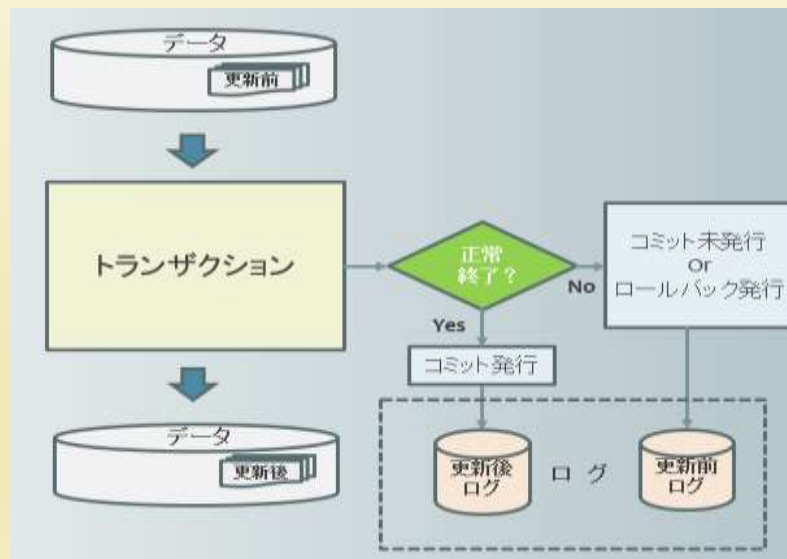 データ
更新前
トランザクション
正常
終了？
No
コミット未発行
or
ロールバック発行
Yes
コミット発行
データ
更新後
更新後
ログ
ログ
更新前
ログ